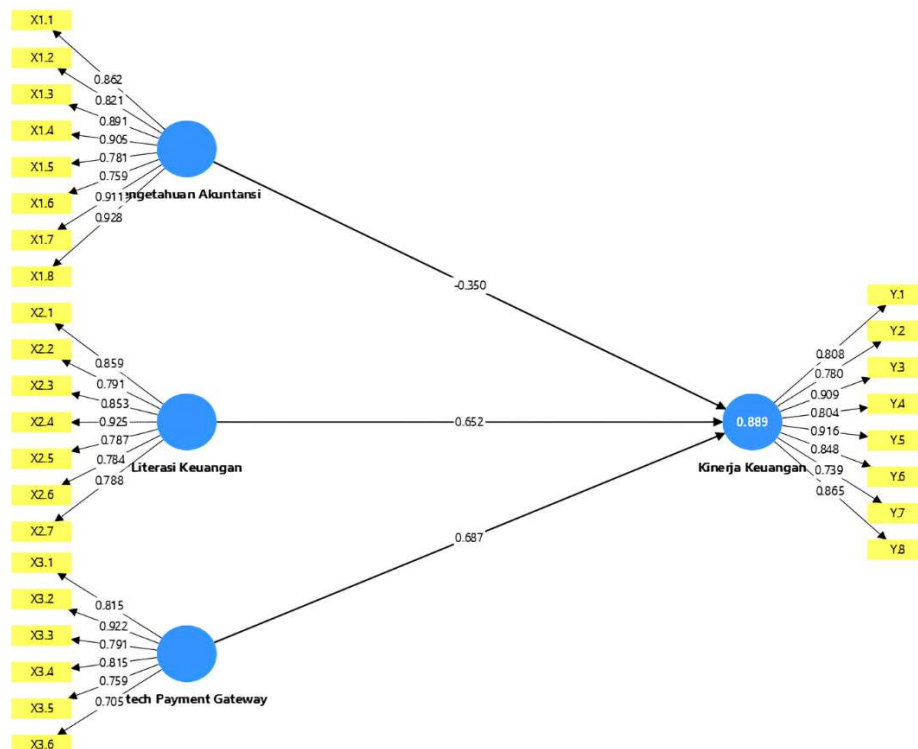 X1.1
X1.2
0.862
X1.3
0.821
0.891
X1.4
0.905
X1.5
0.781
0.759
X1.6
0.911
engetahuan Akuntansi
X1.7
0.928
X1.8
-0.350
X2.1
Y.1
X2.2
0.859
Y.2
0.808
X2.3
0.791
0.780
Y.3
0.853
0.909
X2.4
0.925
0.652
0.889
0.804
Y.4
0.787
0.916
X2.5
0.784
Y.5
Literasi Keuangan
Kinerja Keuangan
0.848
X2.6
0.788
0.739
Y.6
0.865
X2.7
Y.7
0.687
Y.8
X3.1
X3.2
0.815
0.922
X3.3
0.791
X3.4
0.815
0.759
X3.5
0.705
tech Payment Gateway
X3.6